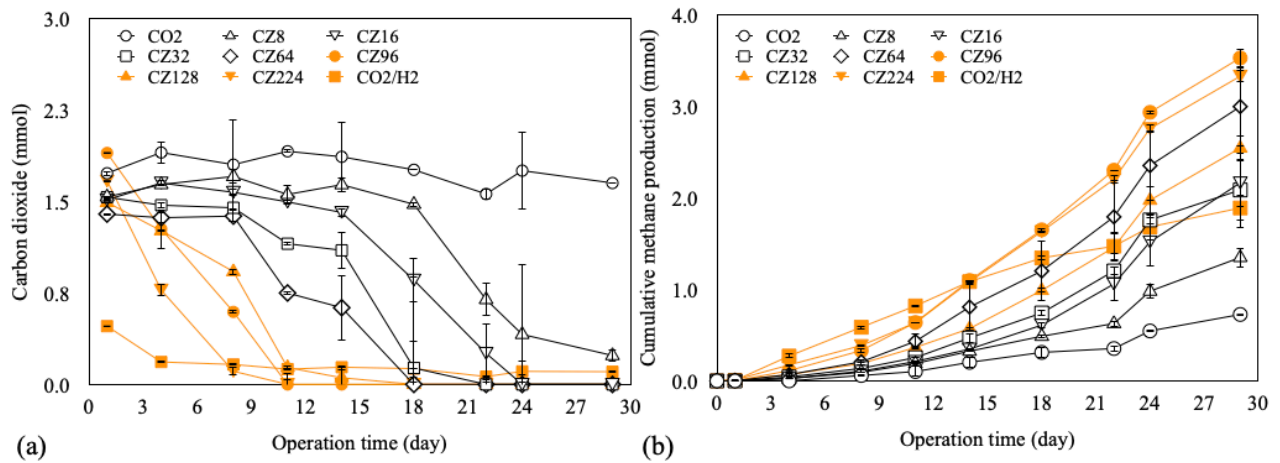 3.0
2.3
1.5
0.8
0.0
Carbon dioxide (mmol)
CO2 CZ8 CZ16
CZ32 CZ64 CZ96
CZ128 CZ224 CO2/H2
0 3 6 9 12 15 18 21 24 27 30
Operation time (day)
(a)
4.0
3.0
2.0
1.0
0.0
Cumulative methane production (mmol)
CO2 CZ8 CZ16
CZ32 CZ64 CZ96
CZ128 CZ224 CO2/H2
0 3 6 9 12 15 18 21 24 27 30
Operation time (day)
(b)